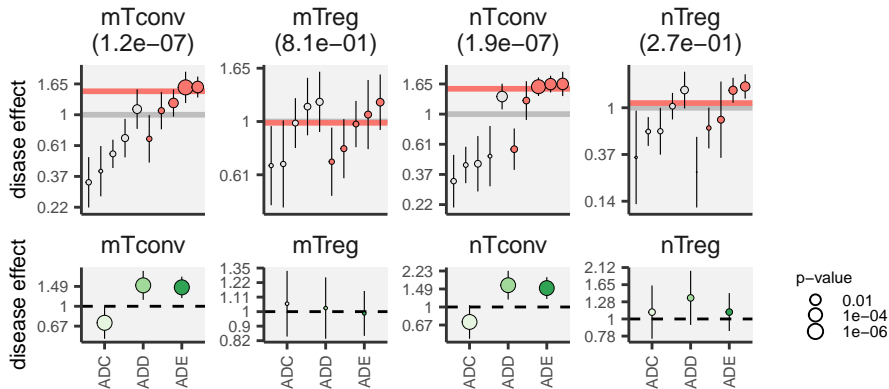 mTconv
(1.2e−07)
mTreg
(8.1e−01)
nTconv
(1.9e−07)
nTreg
(2.7e−01)
disase effect
1.65
1
0.61
0.37
0.22
1.65
1
0.61
1.65
1
0.61
0.37
0.22
1
0.37
0.14
mTconv
mTreg
nTconv
nTreg
disase effect
1.49
1
0.67
1.35
1.22
1.11
1
0.9
0.82
2.23
1.49
1
0.67
2.12
1.65
1.28
1
0.78
ADC
ADD
ADE
ADC
ADD
ADE
ADC
ADD
ADE
ADC
ADD
ADE
p−value
0.01
1e−04
1e−06